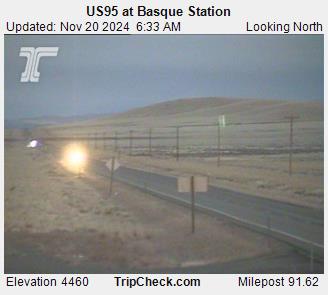 US95 at Basque Station
Updated: Nov 20 2024 6:33 AM Looking North
Elevation 4460 TripCheck.com Milepost 91.62